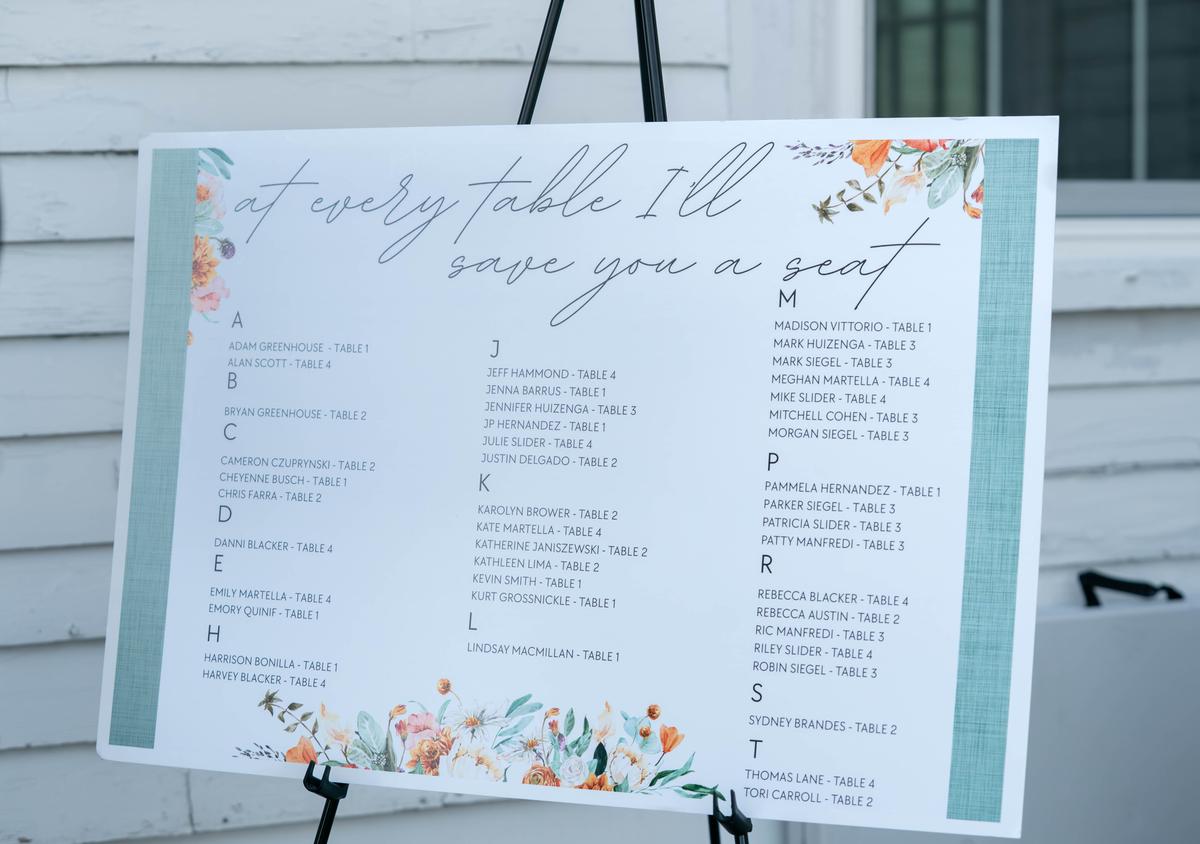 at every table I'll
save you a seat
A
ADAM GREENHOUSE - TABLE 1
ALAN SCOTT - TABLE 4
B
BRYAN GREENHOUSE - TABLE 2
C
CAMERON CZUPRYNSKI - TABLE 2
CHEYENNE BUSCH - TABLE 1
CHRIS FARRA - TABLE 2
D
DANNI BLACKER - TABLE 4
E
EMILY MARTELLA - TABLE 4
EMORY QUINIF - TABLE 1
H
HARRISON BONILLA - TABLE 1
HARVEY BLACKER - TABLE 4
J
JEFF HAMMOND - TABLE 4
JENNA BARRUS - TABLE 1
JENNIFER HUIZENGA - TABLE 3
JP HERNANDEZ - TABLE 1
JULIE SLIDER - TABLE 4
JUSTIN DELGADO - TABLE 2
K
KAROLYN BROWER - TABLE 2
KATE MARTELLA - TABLE 4
KATHERINE JANISZEWSKI - TABLE 2
KATHLEEN LIMA - TABLE 2
KEVIN SMITH - TABLE 1
KURT GROSSNICKLE - TABLE 1
L
LINDSAY MACMILLAN - TABLE 1
M
MADISON VITTORIO - TABLE 1
MARK HUIZENGA - TABLE 3
MARK SIEGEL - TABLE 3
MEGHAN MARTELLA - TABLE 4
MIKE SLIDER - TABLE 4
MITCHELL COHEN - TABLE 3
MORGAN SIEGEL - TABLE 3
P
PAMMELA HERNANDEZ - TABLE 1
PARKER SIEGEL - TABLE 3
PATRICIA SLIDER - TABLE 3
PATTY MANFREDI - TABLE 3
R
REBECCA BLACKER - TABLE 4
REBECCA AUSTIN - TABLE 2
RIC MANFREDI - TABLE 3
RILEY SLIDER - TABLE 4
ROBIN SIEGEL - TABLE 3
S
SYDNEY BRANDES - TABLE 2
T
THOMAS LANE - TABLE 4
TORI CARROLL - TABLE 2